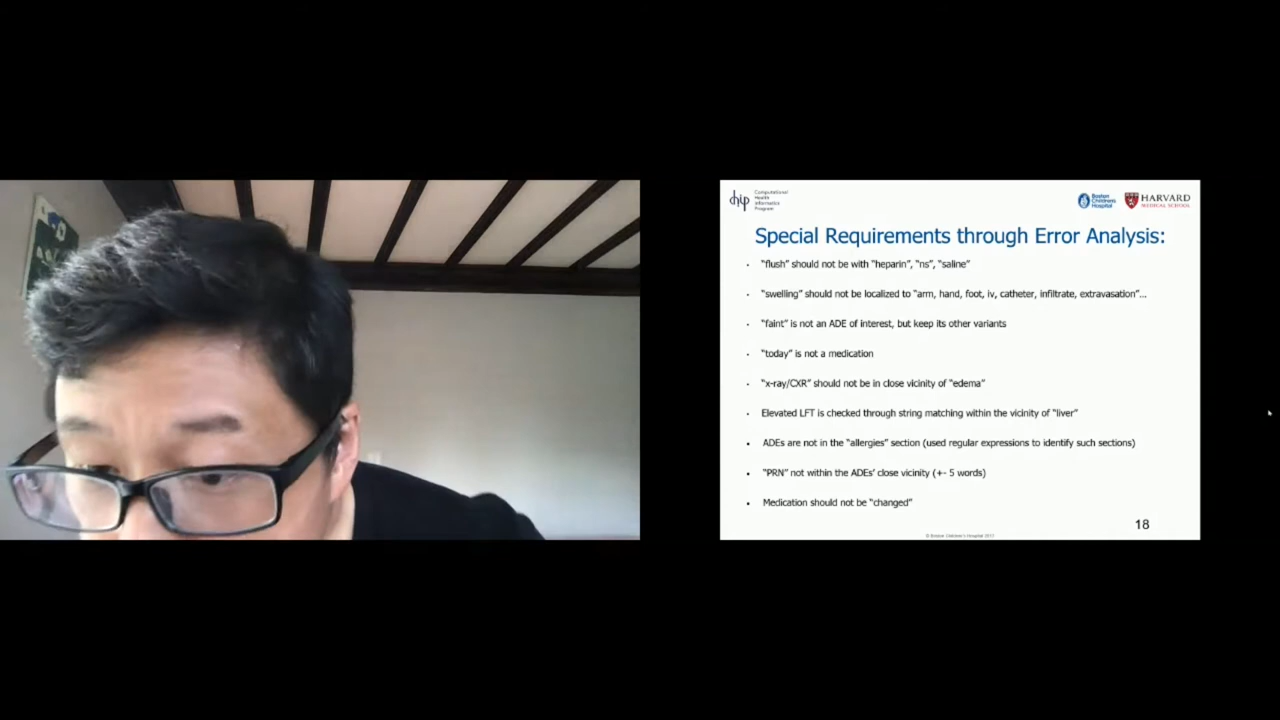 chip
Computational
Health
Informatics
Program
Boston
Children's
Hospital
HARVARD
MEDICAL SCHOOL
Special Requirements through Error Analysis:
· "flush" should not be with "heparin", "ns", "saline"
· "swelling" should not be localized to "arm, hand, foot, iv, catheter, infiltrate, extravasation"...
· "faint" is not an ADE of interest, but keep its other variants
· "today" is not a medication
· "x-ray/CXR" should not be in close vicinity of "edema"
· Elevated LFT is checked through string matching within the vicinity of "liver"
• ADEs are not in the "allergies" section (used regular expressions to identify such sections)
• "PRN" not within the ADEs' close vicinity (+- 5 words)
• Medication should not be "changed"
18
© Boston Children's Hospital 2017